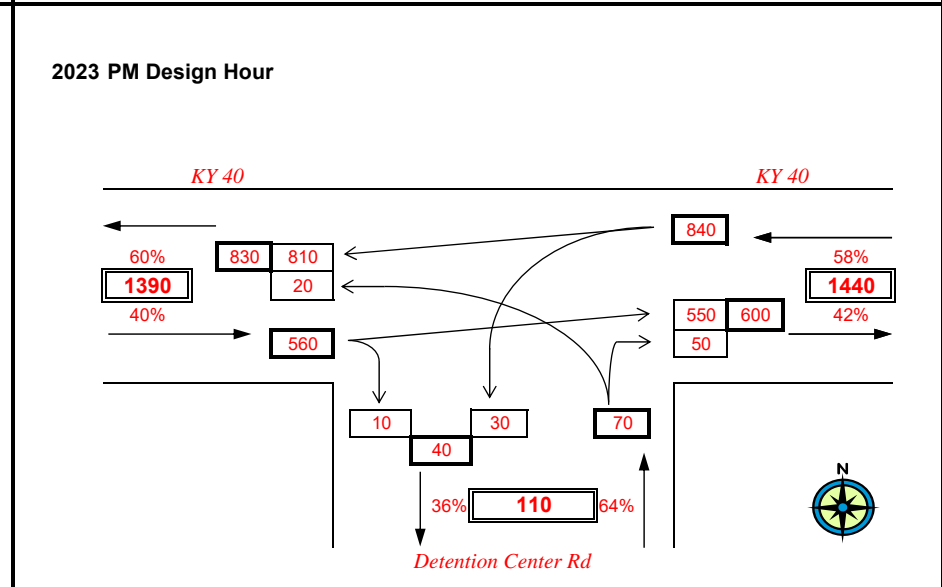 2023 PM Design Hour
KY 40 KY 40
840
60% 830 810 58%
1390 20 1440
40% 550 600 42%
560 50
10 30 70
40
N
36% 110 64%
Detention Center Rd